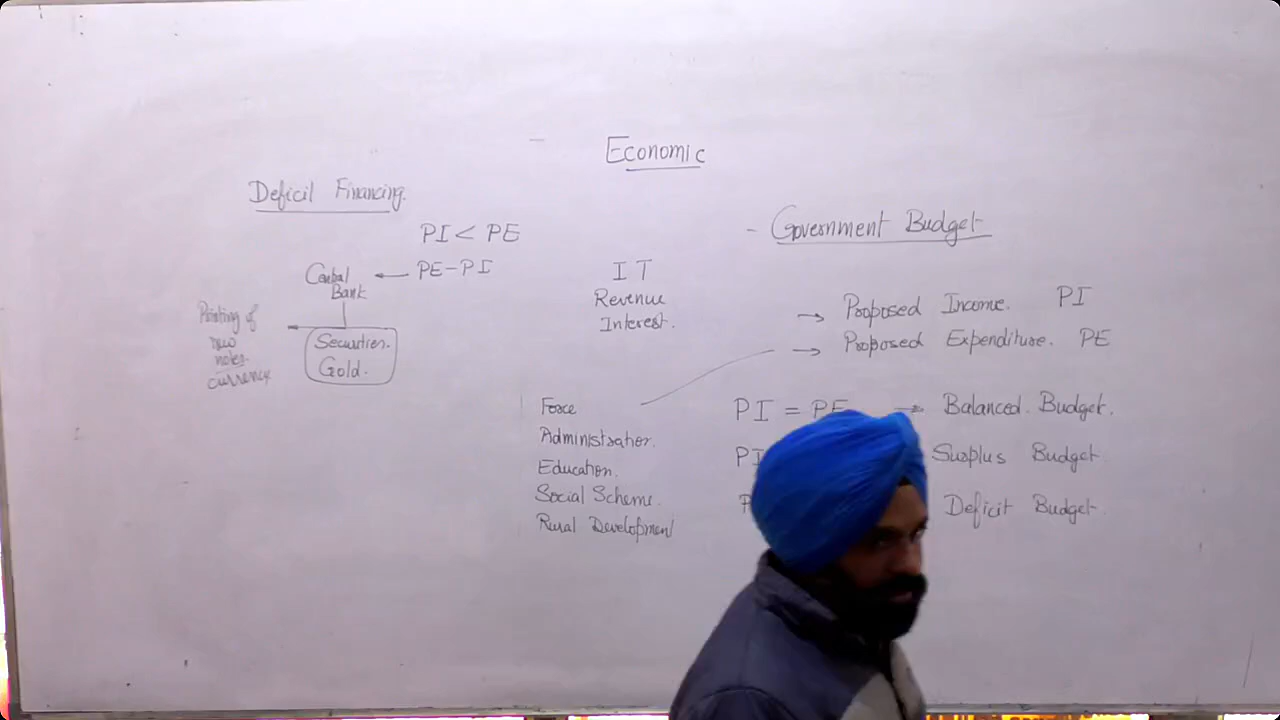 Economic
Deficil Financing.
PI < PE
PE-PI
Central
Bank
Printing of
new
notes.
currency
Securities.
Gold.
IT
Revenue
Interest.
Force
Administration.
Education.
Social Scheme.
Rural Development
- Government Budget
→ Proposed Income. PI
→ Proposed Expenditure. PE
PI = PE → Balanced. Budget.
PI Surplus Budget
P Deficit Budget.